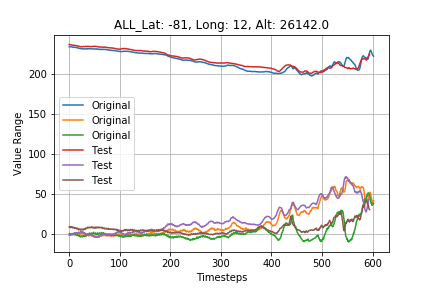 ALL_Lat: -81, Long: 12, Alt: 26142.0
Value Range
200
150
100
50
0
Original
Original
Original
Test
Test
Test
0 100 200 300 400 500 600
Timesteps